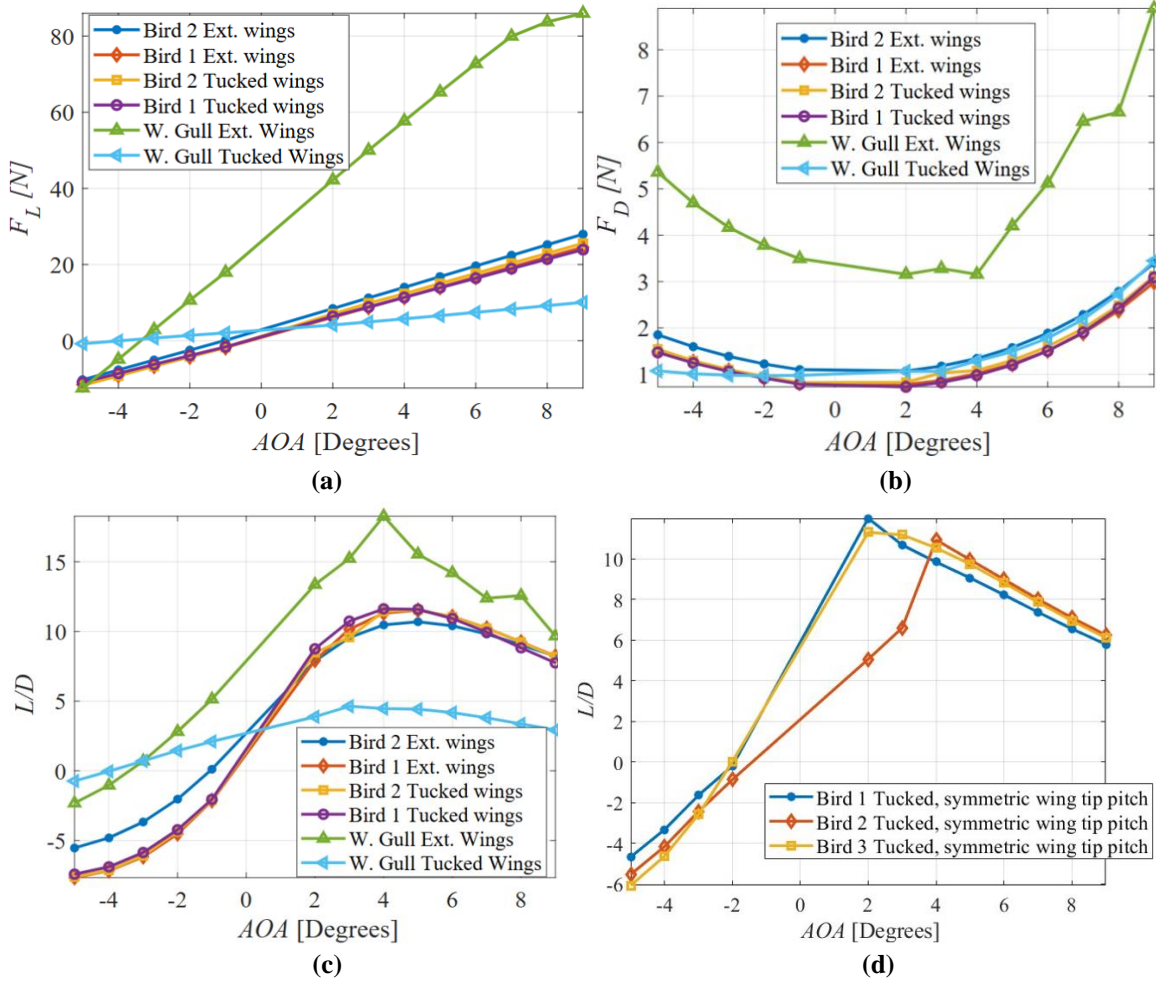 F_L [N]
80
60
40
20
0
-4 -2 0 2 4 6 8
AOA [Degrees]
Bird 2 Ext. wings
Bird 1 Ext. wings
Bird 2 Tucked wings
Bird 1 Tucked wings
W. Gull Ext. Wings
W. Gull Tucked Wings
(a)
F_D [N]
8
7
6
5
4
3
2
1
-4 -2 0 2 4 6 8
AOA [Degrees]
Bird 2 Ext. wings
Bird 1 Ext. wings
Bird 2 Tucked wings
Bird 1 Tucked wings
W. Gull Ext. Wings
W. Gull Tucked Wings
(b)
L/D
15
10
5
0
-5
-4 -2 0 2 4 6 8
AOA [Degrees]
Bird 2 Ext. wings
Bird 1 Ext. wings
Bird 2 Tucked wings
Bird 1 Tucked wings
W. Gull Ext. Wings
W. Gull Tucked Wings
(c)
L/D
10
8
6
4
2
0
-2
-4
-6
-4 -2 0 2 4 6 8
AOA [Degrees]
Bird 1 Tucked, symmetric wing tip pitch
Bird 2 Tucked, symmetric wing tip pitch
Bird 3 Tucked, symmetric wing tip pitch
(d)